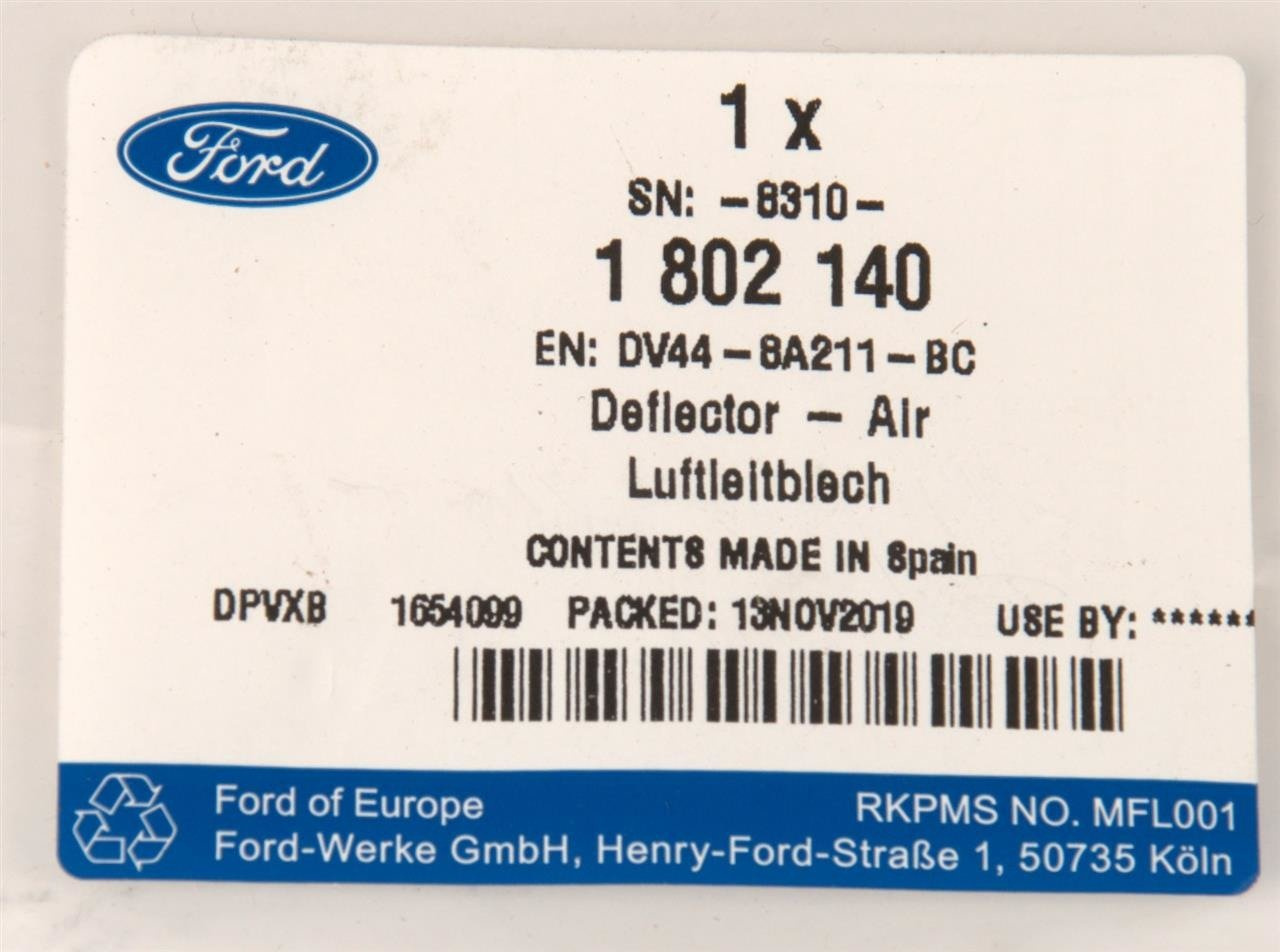 Ford
1 x
SN: -8310-
1 802 140
EN: DV44-8A211-BC
Deflector - Air
Luftleitblech
CONTENTS MADE IN Spain
DPVXB 1654099 PACKED: 13NOV2019 USE BY: ******
Ford of Europe RKPMS NO. MFL001
Ford-Werke GmbH, Henry-Ford-Straße 1, 50735 Köln